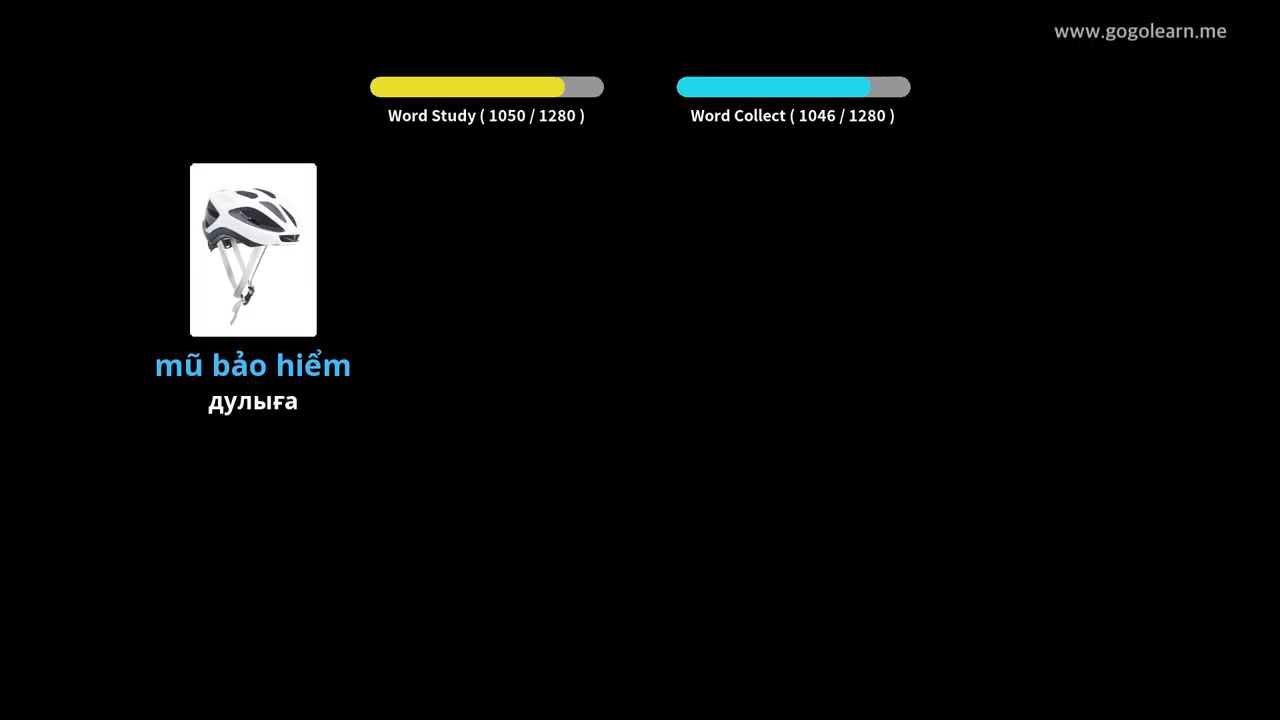 www.gogolearn.me
Word Study ( 1050 / 1280 )
Word Collect ( 1046 / 1280 )
mũ bảo hiểm
дулыға